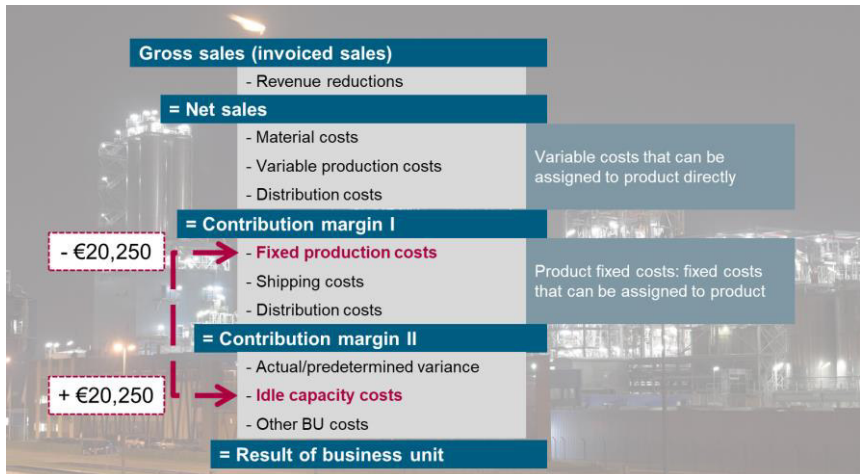 Gross sales (invoiced sales)
- Revenue reductions
= Net sales
- Material costs
- Variable production costs
- Distribution costs
Variable costs that can be
assigned to product directly
= Contribution margin I
- €20,250
- Fixed production costs
- Shipping costs
- Distribution costs
Product fixed costs: fixed costs
that can be assigned to product
= Contribution margin II
- Actual/predetermined variance
+ €20,250
- Idle capacity costs
- Other BU costs
= Result of business unit